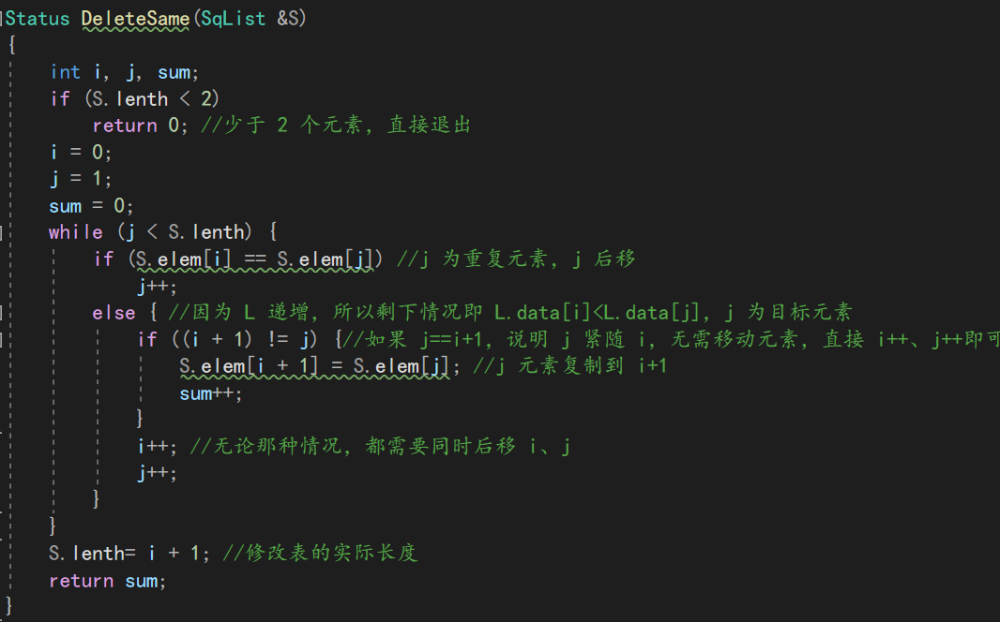 Status DeleteSame(SqList &S)
{
int i, j, sum;
if (S.lenth < 2)
return 0; //少于 2 个元素，直接退出
i = 0;
j = 1;
sum = 0;
while (j < S.lenth) {
if (S.elem[i] == S.elem[j]) //j 为重复元素，j 后移
j++;
else { //因为 L 递增，所以剩下情况即 L.data[i]<L.data[j]，j 为目标元素
if ((i + 1) != j) {//如果 j==i+1，说明 j 紧随 i，无需移动元素，直接 i++、j++即可
S.elem[i + 1] = S.elem[j]; //j 元素复制到 i+1
sum++;
}
i++; //无论那种情况，都需要同时后移 i、j
j++;
}
}
S.lenth= i + 1; //修改表的实际长度
return sum;
}